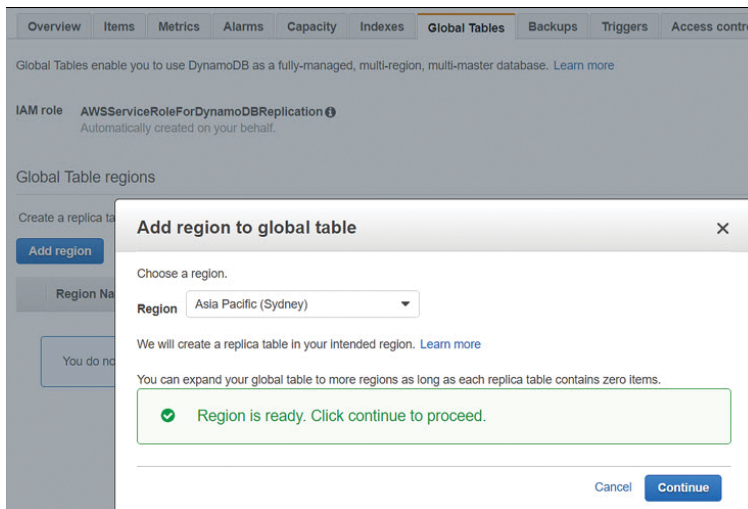 Overview Items Metrics Alarms Capacity Indexes Global Tables Backups Triggers Access contr
Global Tables enable you to use DynamoDB as a fully-managed, multi-region, multi-master database. Learn more
IAM role AWSServiceRoleForDynamoDBReplication
Automatically created on your behalf.
Global Table regions
Create a replica ta
Add region
Region Na
You do no
Add region to global table
Choose a region.
Region Asia Pacific (Sydney)
We will create a replica table in your intended region. Learn more
You can expand your global table to more regions as long as each replica table contains zero items.
Region is ready. Click continue to proceed.
Cancel Continue